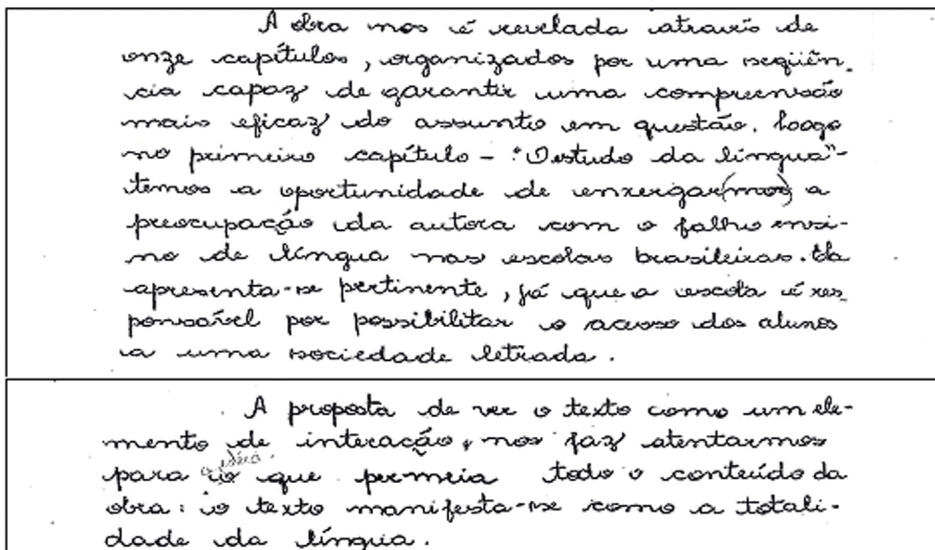 A obra nos é revelada através de
onze capítulos, organizados por uma seqüên-
cia capaz de garantir uma compreensão
mais eficaz do assunto em questão. Logo
no primeiro capítulo - "O estudo da língua" -
temos a oportunidade de enxergar(mos) a
preocupação da autora com o falho ensi-
no de língua nas escolas brasileiras. Ela
apresenta-se pertinente, já que a escola é res-
ponsável por possibilitar o acesso dos alunos
a uma sociedade letrada.
A proposta de ver o texto como um ele-
mento de interação, nos faz atentarmos
para o que permeia todo o conteúdo da
obra: o texto manifesta-se como a totali-
dade da língua.